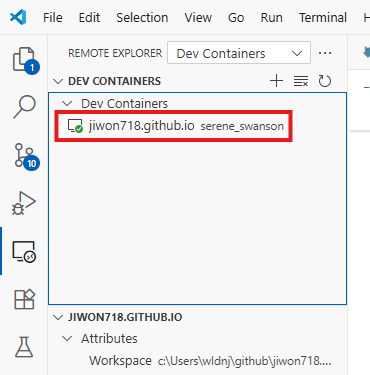 File Edit Selection View Go Run Terminal
REMOTE EXPLORER Dev Containers
1
DEV CONTAINERS
Dev Containers
jiwon718.github.io serene_swanson
10
JIWON718.GITHUB.IO
Attributes
Workspace c:\Users\wldnj\github\jiwon718....
1